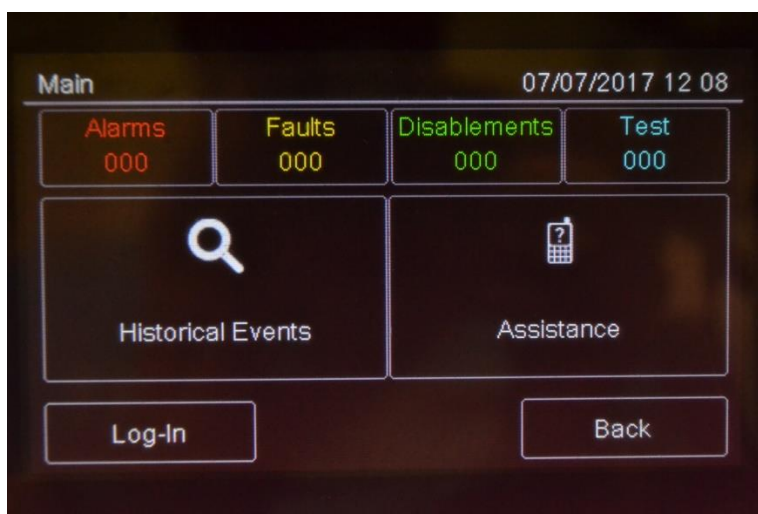 Main 07/07/2017 12 08
Alarms Faults Disablements Test
000 000 000 000
?
Historical Events Assistance
Log-In Back